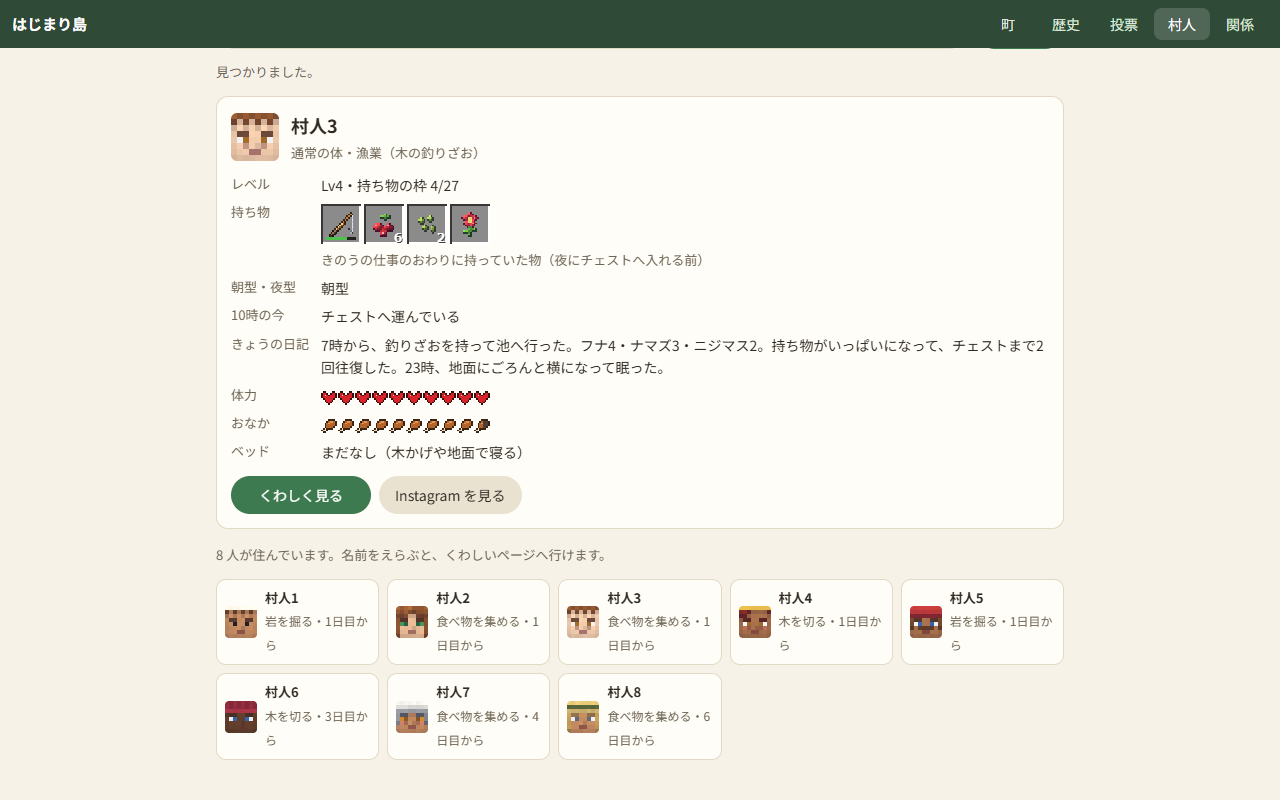 はじまり島
町 歴史 投票 村人 関係
見つかりました。
村人3
通常の体・漁業（木の釣りざお）
レベル Lv4・持ち物の枠 4/27
持ち物
6 2
きのうの仕事のおわりに持っていた物（夜にチェストへ入れる前）
朝型・夜型 朝型
10時の今 チェストへ運んでいる
きょうの日記 7時から、釣りざおを持って池へ行った。フナ4・ナマズ3・ニジマス2。持ち物がいっぱいになって、チェストまで2
回往復した。23時、地面にごろんと横になって眠った。
体力
おなか
ベッド まだなし（木かげや地面で寝る）
くわしく見る Instagram を見る
8 人が住んでいます。名前をえらぶと、くわしいページへ行けます。
村人1
岩を掘る・1日目か
ら
村人2
食べ物を集める・1
日目から
村人3
食べ物を集める・1
日目から
村人4
木を切る・1日目か
ら
村人5
岩を掘る・1日目か
ら
村人6
木を切る・3日目か
ら
村人7
食べ物を集める・4
日目から
村人8
食べ物を集める・6
日目から